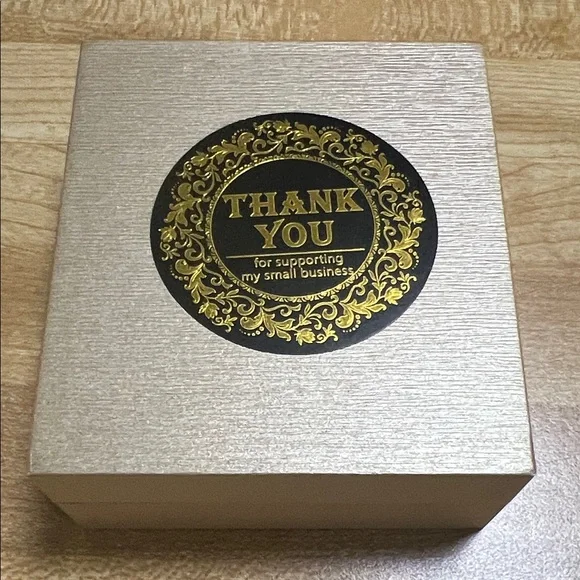 THANK
YOU
for supporting
my small business